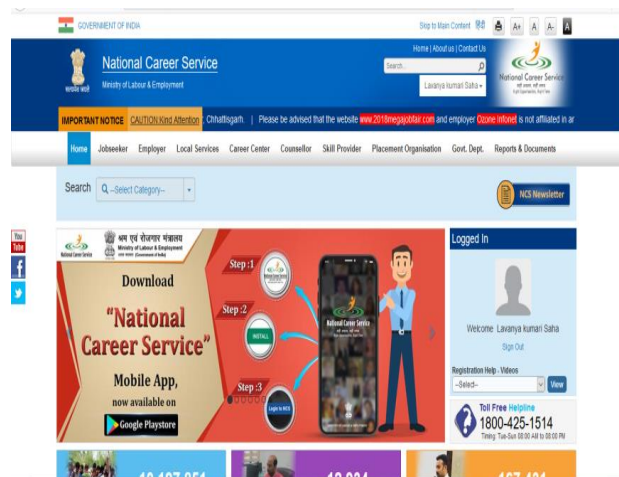 GOVERNMENT OF INDIA
Skip to Main Content हिंदी A+ A A- A
Home | About us | Contact Us
National Career Service
Ministry of Labour & Employment
सत्यमेव जयते
Search..
Lavanya kumari Saha
National Career Service
IMPORTANT NOTICE CAUTION:Kind Attention : Chhattisgarh. | Please be advised that the website www.2018megajobfair.com and employer Ozone Infonet is not affiliated in ar
Home Jobseeker Employer Local Services Career Center Counsellor Skill Provider Placement Organisation Govt. Dept. Reports & Documents
Search --Select Category--
NCS Newsletter
You
Tube
श्रम एवं रोजगार मंत्रालय
Ministry of Labour & Employment
National Career Service
Download
"National
Career Service"
Mobile App,
now available on
Google Playstore
Step :1
Step :2
INSTALL
Step :3
Login to NCS
National Career Service
Logged In
Welcome Lavanya kumari Saha
Sign Out
Registration Help - Videos
--Select-- View
Toll Free Helpline
1800-425-1514
Timing: Tue-Sun 08:00 AM to 08:00 PM